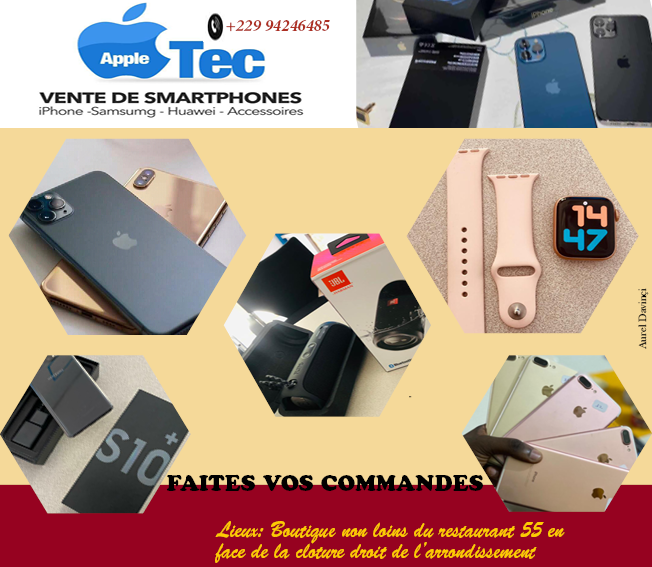 +229 94246485
Apple
Tec
VENTE DE SMARTPHONES
iPhone -Samsumg - Huawei - Accessoires
iPhone
14
47
JBL
S10+
Aurel Davinçi
FAITES VOS COMMANDES
Lieux: Boutique non loins du restaurant 55 en
face de la cloture droit de l'arrondissement